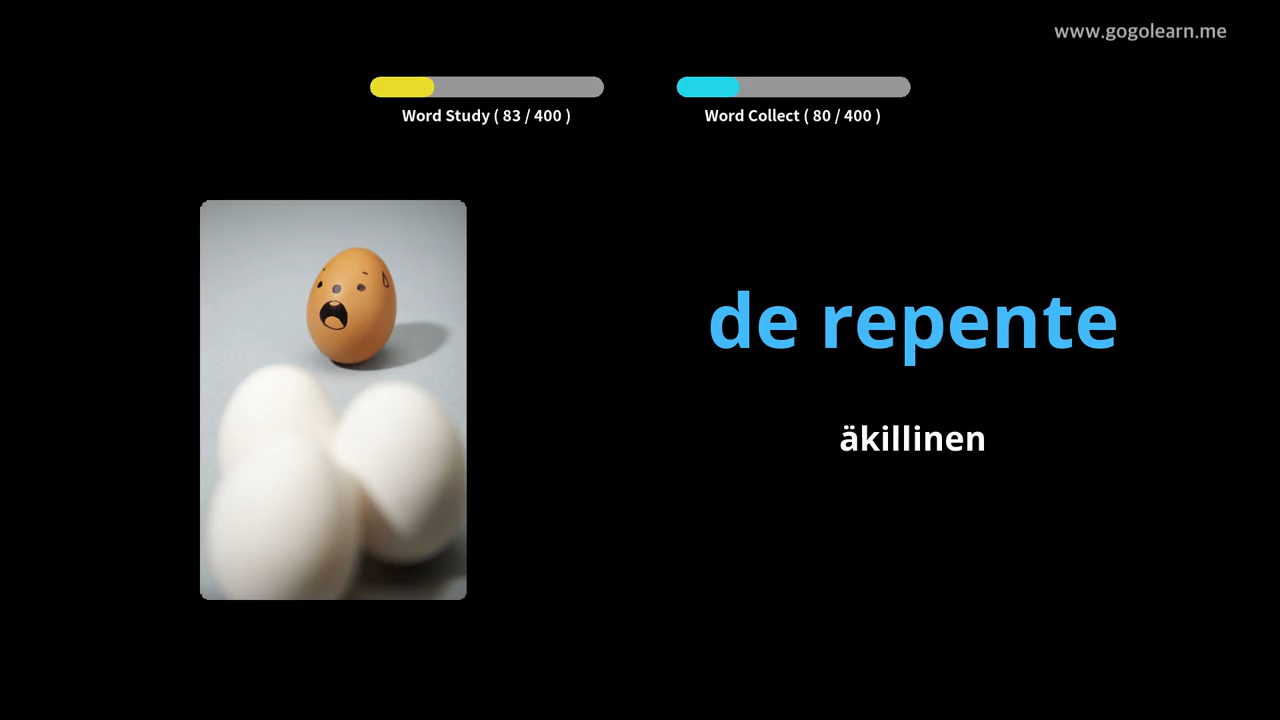 www.gogolearn.me
Word Study ( 83 / 400 )
Word Collect ( 80 / 400 )
de repente
äkillinen